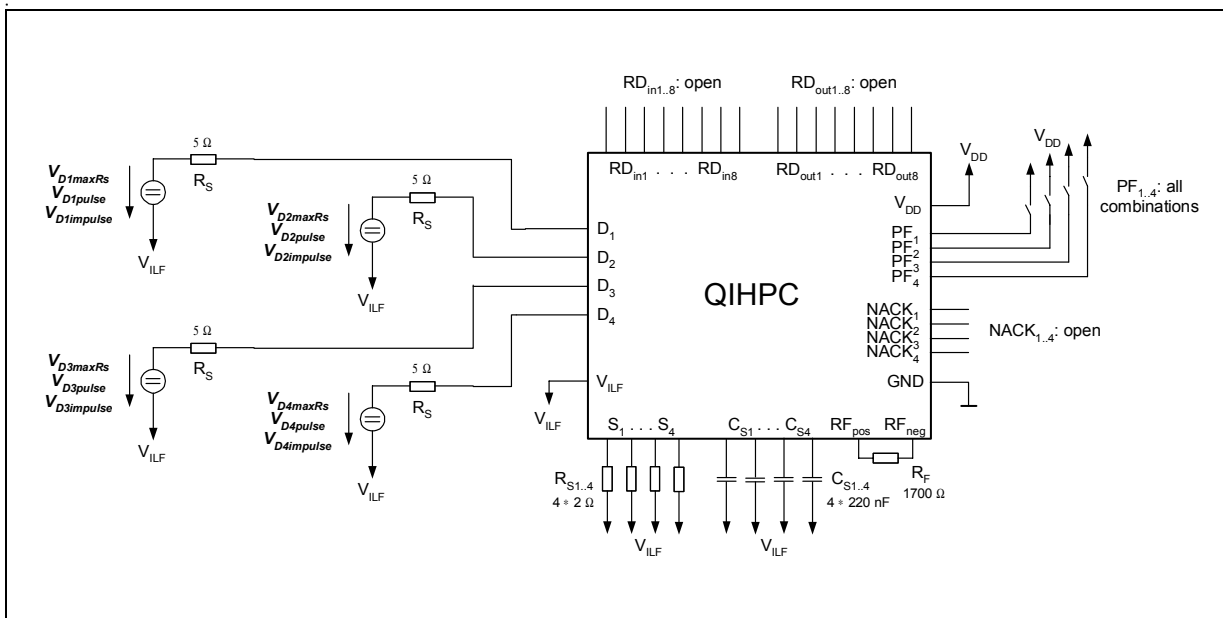 .
RD_in1..8: open
RD_out1..8: open
5 Ω
R_S
V_D1maxRs
V_D1pulse
V_D1impulse
V_ILF
5 Ω
R_S
V_D2maxRs
V_D2pulse
V_D2impulse
V_ILF
5 Ω
R_S
V_D3maxRs
V_D3pulse
V_D3impulse
V_ILF
5 Ω
R_S
V_D4maxRs
V_D4pulse
V_D4impulse
V_ILF
RD_in1 . . . RD_in8
RD_out1 . . . RD_out8
D_1
D_2
D_3
D_4
V_ILF
V_ILF
QIHPC
V_DD
PF_1
PF_2
PF_3
PF_4
NACK_1
NACK_2
NACK_3
NACK_4
GND
V_DD
V_DD
PF_1..4: all
combinations
NACK_1..4: open
S_1 . . . S_4
C_S1 . . . C_S4
RF_pos
RF_neg
R_S1..4
4 * 2 Ω
V_ILF
C_S1..4
4 * 220 nF
V_ILF
R_F
1700 Ω